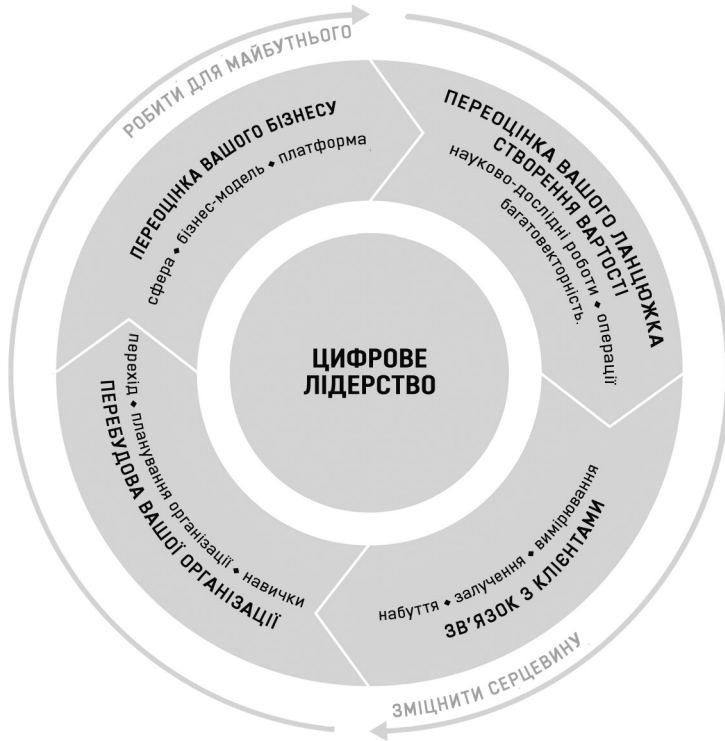 РОБИТИ ДЛЯ МАЙБУТНЬОГО
ПЕРЕОЦІНКА ВАШОГО БІЗНЕСУ
сфера ◆ бізнес-модель ◆ платформа
ПЕРЕОЦІНКА ВАШОГО ЛАНЦЮЖКА
СТВОРЕННЯ ВАРТОСТІ
науково-дослідні роботи ◆ операції
багатовекторність.
ЦИФРОВЕ
ЛІДЕРСТВО
перехід ◆ планування організації ◆ навички
ПЕРЕБУДОВА ВАШОЇ ОРГАНІЗАЦІЇ
набуття ◆ залучення ◆ вимірювання
ЗВ'ЯЗОК З КЛІЄНТАМИ
ЗМІЦНИТИ СЕРЦЕВИНУ